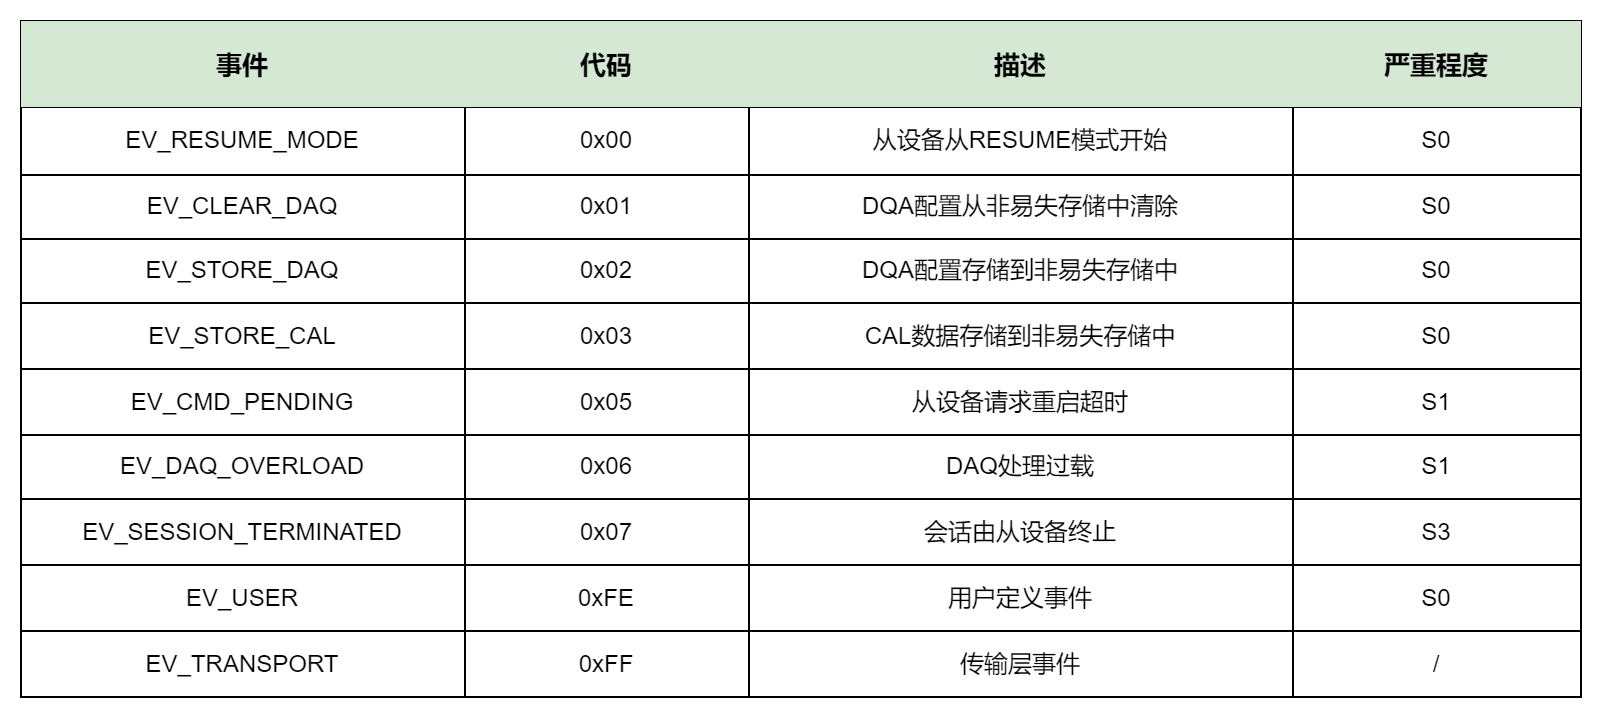 事件 代码 描述 严重程度
EV_RESUME_MODE 0x00 从设备从RESUME模式开始 S0
EV_CLEAR_DAQ 0x01 DQA配置从非易失存储中清除 S0
EV_STORE_DAQ 0x02 DQA配置存储到非易失存储中 S0
EV_STORE_CAL 0x03 CAL数据存储到非易失存储中 S0
EV_CMD_PENDING 0x05 从设备请求重启超时 S1
EV_DAQ_OVERLOAD 0x06 DAQ处理过载 S1
EV_SESSION_TERMINATED 0x07 会话由从设备终止 S3
EV_USER 0xFE 用户定义事件 S0
EV_TRANSPORT 0xFF 传输层事件 /